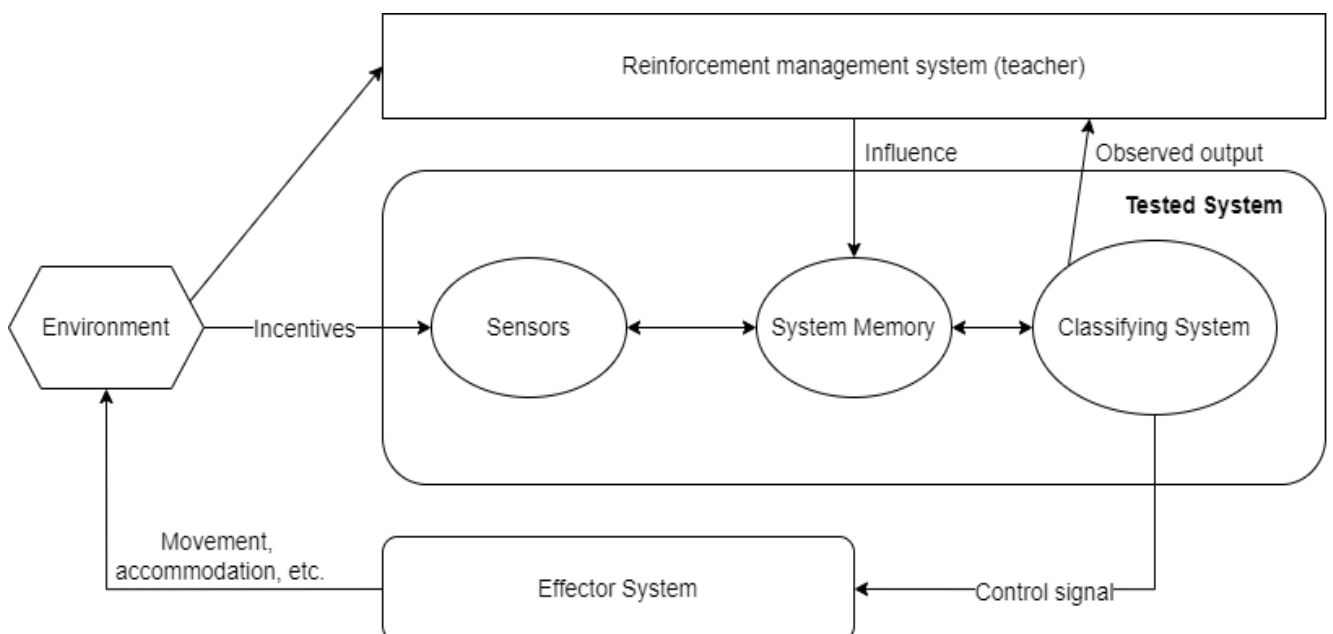 Reinforcement management system (teacher)
Influence
Observed output
Tested System
Environment
Incentives
Sensors
System Memory
Classifying System
Movement,
accommodation, etc.
Effector System
Control signal